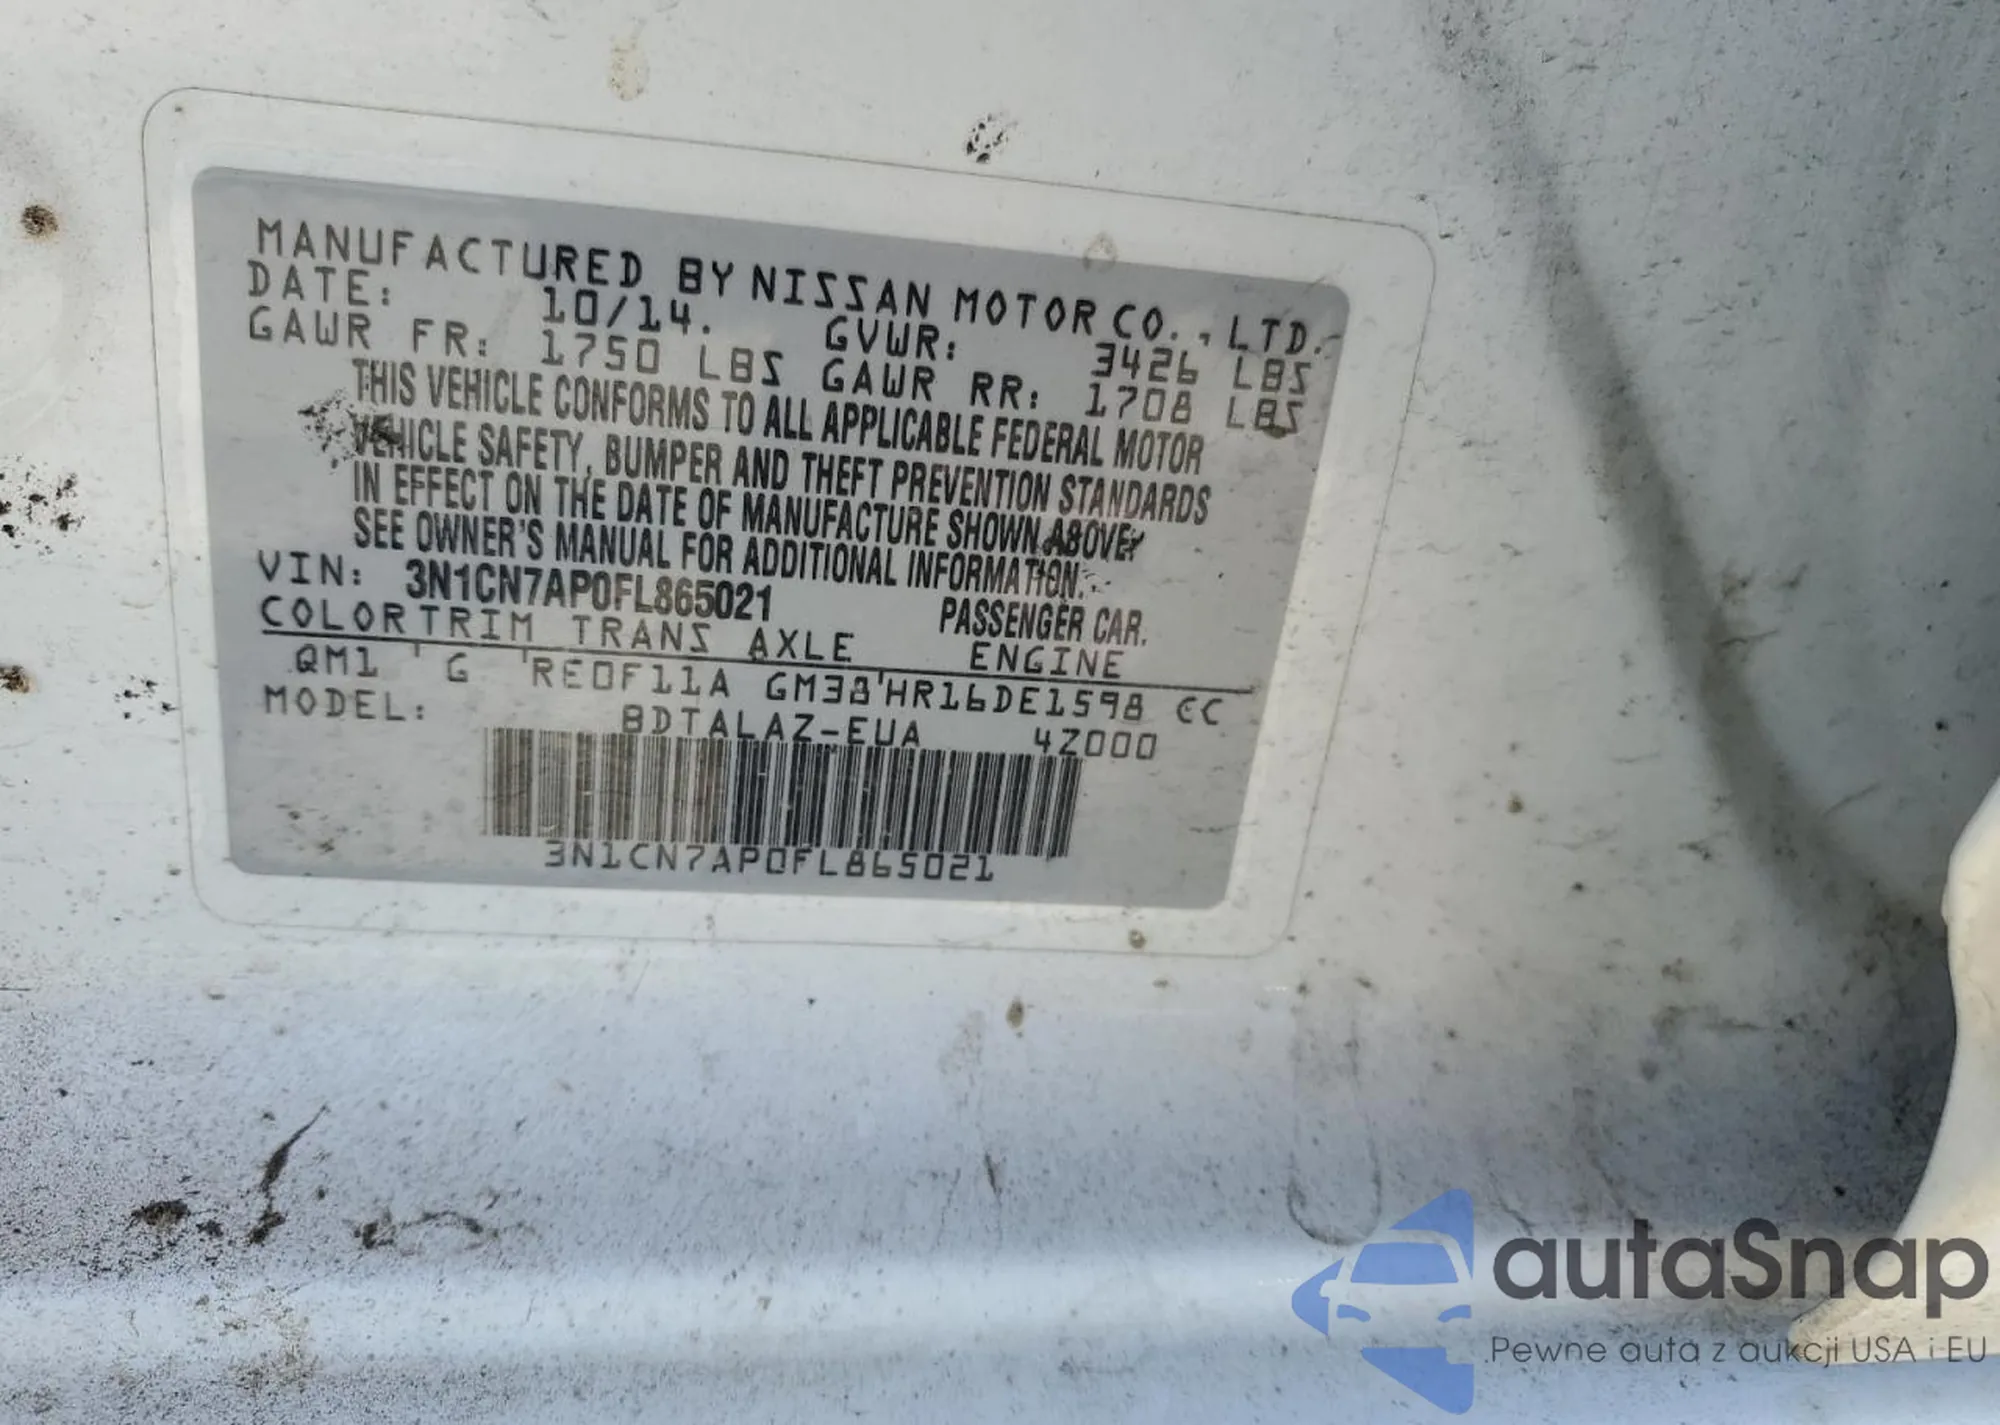 MANUFACTURED BY NISSAN MOTOR CO., LTD.
DATE: 10/14. GVWR: 3426 LBS
GAWR FR: 1750 LBS GAWR RR: 1708 LBS
THIS VEHICLE CONFORMS TO ALL APPLICABLE FEDERAL MOTOR
VEHICLE SAFETY, BUMPER AND THEFT PREVENTION STANDARDS
IN EFFECT ON THE DATE OF MANUFACTURE SHOWN ABOVE.
SEE OWNER'S MANUAL FOR ADDITIONAL INFORMATION.
VIN: 3N1CN7AP0FL865021 PASSENGER CAR.
COLOR TRIM TRANS AXLE ENGINE
QM1 G RE0F11A GM38 HR16DE1598 CC
MODEL: BDTALAZ-EUA 4Z000
3N1CN7AP0FL865021
autaSnap
Pewne auta z aukcji USA i EU